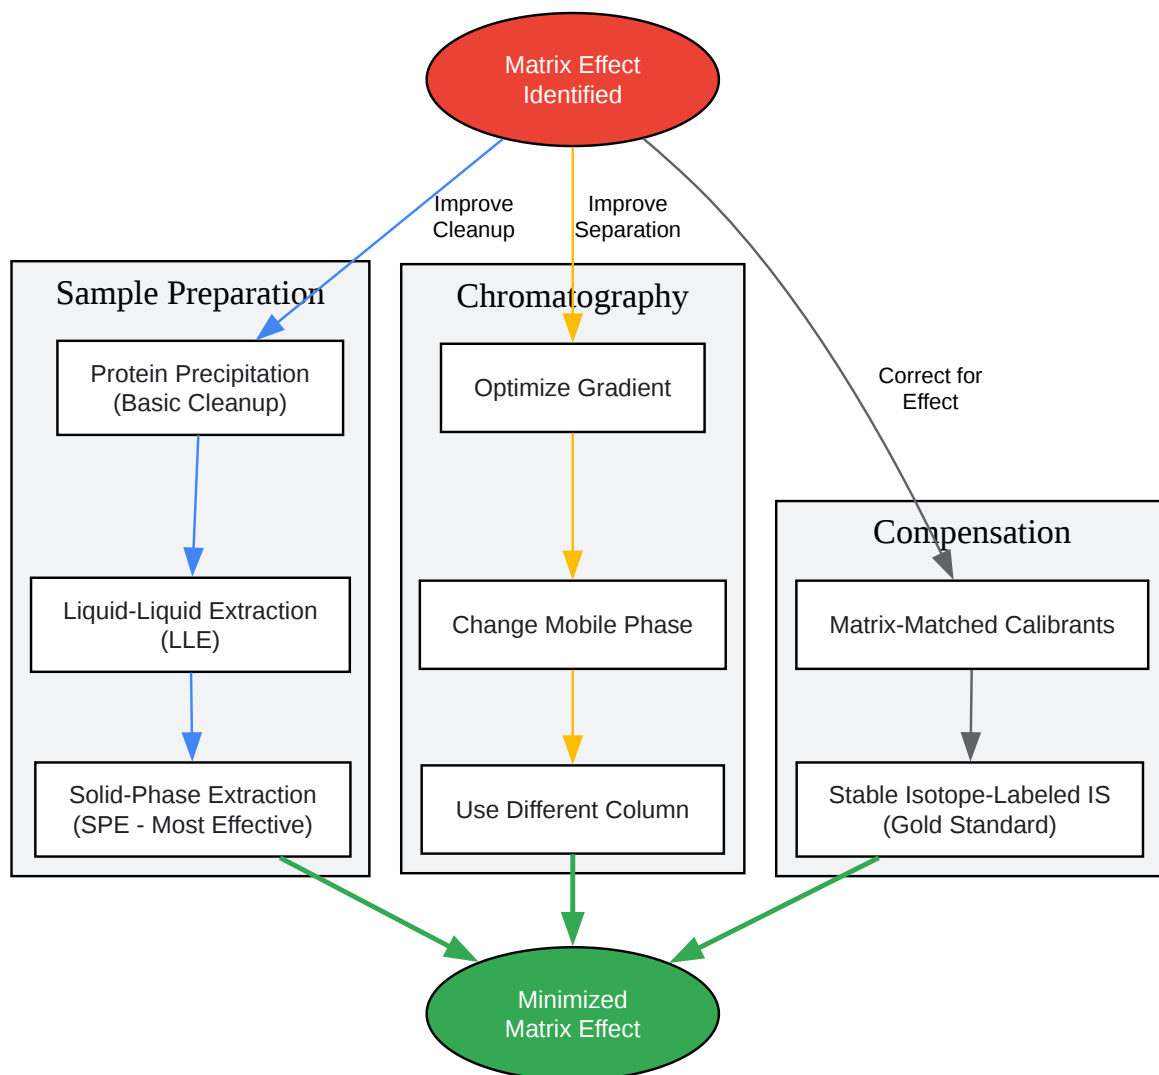 Matrix Effect
Identified
Improve
Cleanup
Improve
Separation
Correct for
Effect
Sample Preparation
Protein Precipitation
(Basic Cleanup)
Liquid-Liquid Extraction
(LLE)
Solid-Phase Extraction
(SPE - Most Effective)
Chromatography
Optimize Gradient
Change Mobile Phase
Use Different Column
Compensation
Matrix-Matched Calibrants
Stable Isotope-Labeled IS
(Gold Standard)
Minimized
Matrix Effect